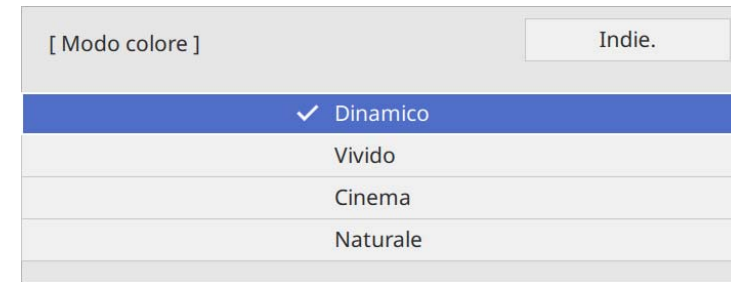 [ Modo colore ]
Indie.
Dinamico
Vivido
Cinema
Naturale